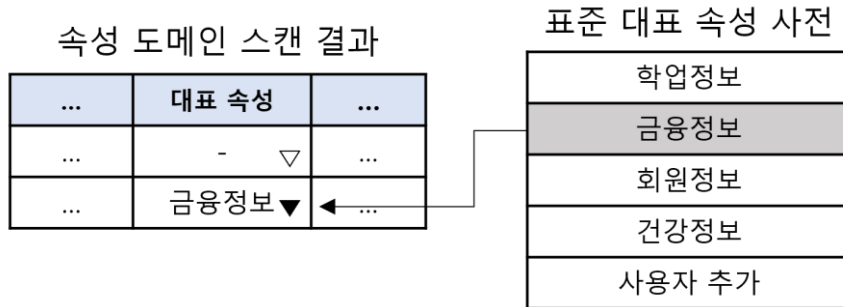 속성 도메인 스캔 결과
... 대표 속성 ...
... - ▽ ...
... 금융정보▼ ...
표준 대표 속성 사전
학업정보
금융정보
회원정보
건강정보
사용자 추가